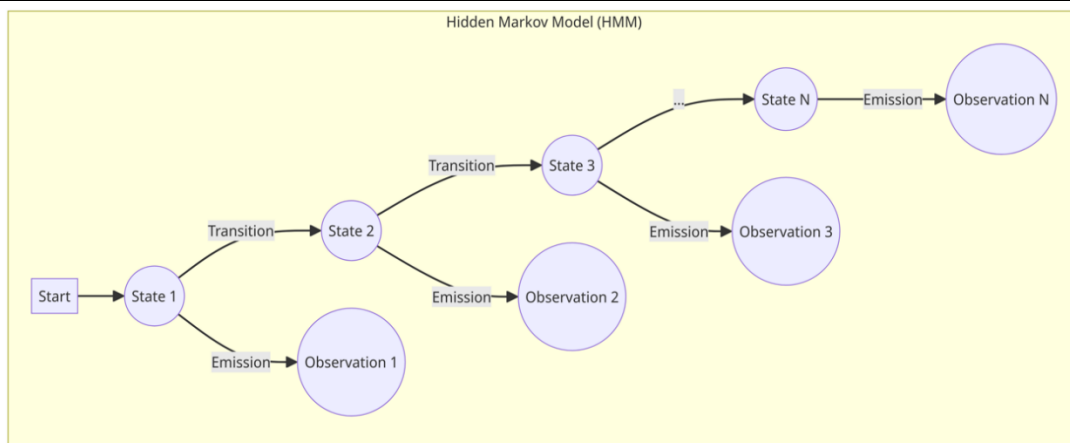 Hidden Markov Model (HMM)
...
State N
Emission
Observation N
Transition
State 3
Transition
State 2
Emission
Observation 3
Start
State 1
Emission
Observation 2
Emission
Observation 1